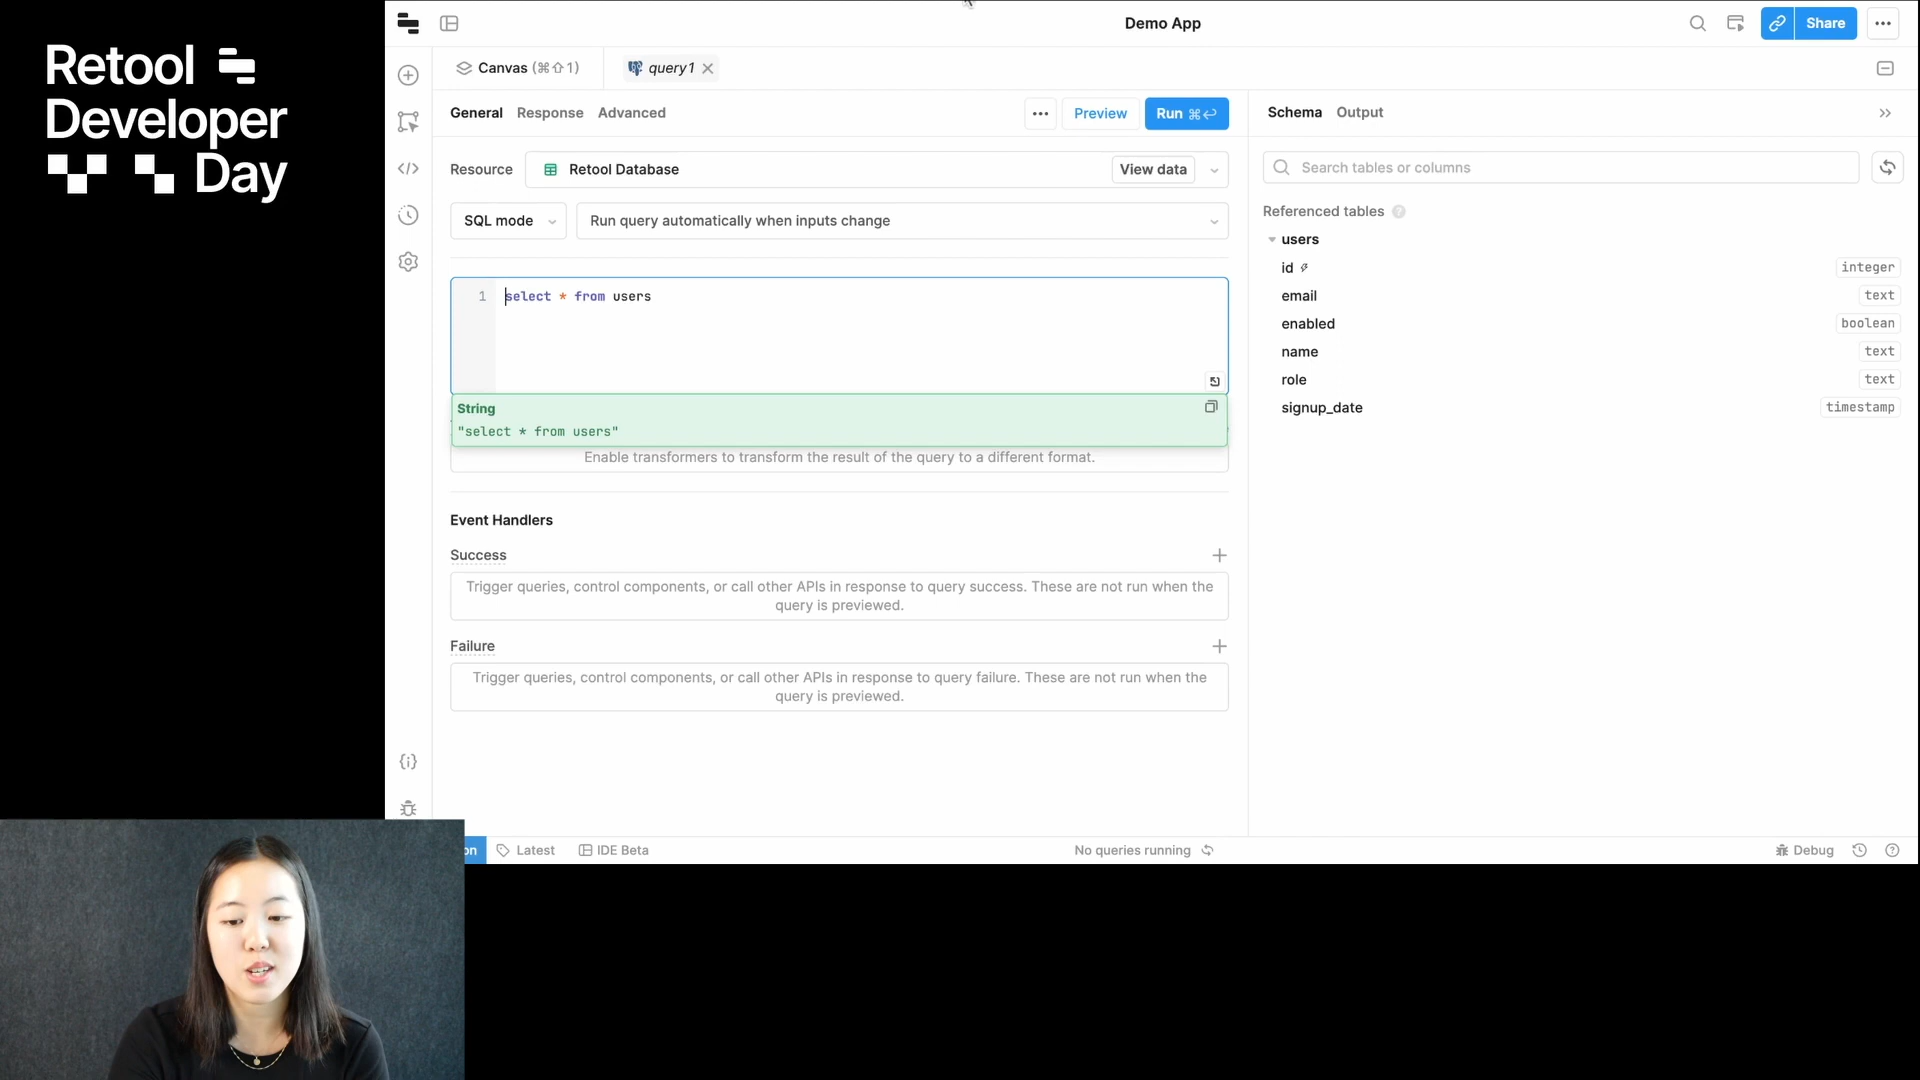 Retool
Developer
Day
Demo App
Share
Canvas (⌘⇧1)
query1
General
Response
Advanced
Preview
Run ⌘↩
Schema
Output
Resource
Retool Database
View data
Search tables or columns
SQL mode
Run query automatically when inputs change
Referenced tables
users
id
integer
email
text
enabled
boolean
name
text
role
text
signup_date
timestamp
1
select * from users
String
"select * from users"
Enable transformers to transform the result of the query to a different format.
Event Handlers
Success
Trigger queries, control components, or call other APIs in response to query success. These are not run when the
query is previewed.
Failure
Trigger queries, control components, or call other APIs in response to query failure. These are not run when the
query is previewed.
on
Latest
IDE Beta
No queries running
Debug